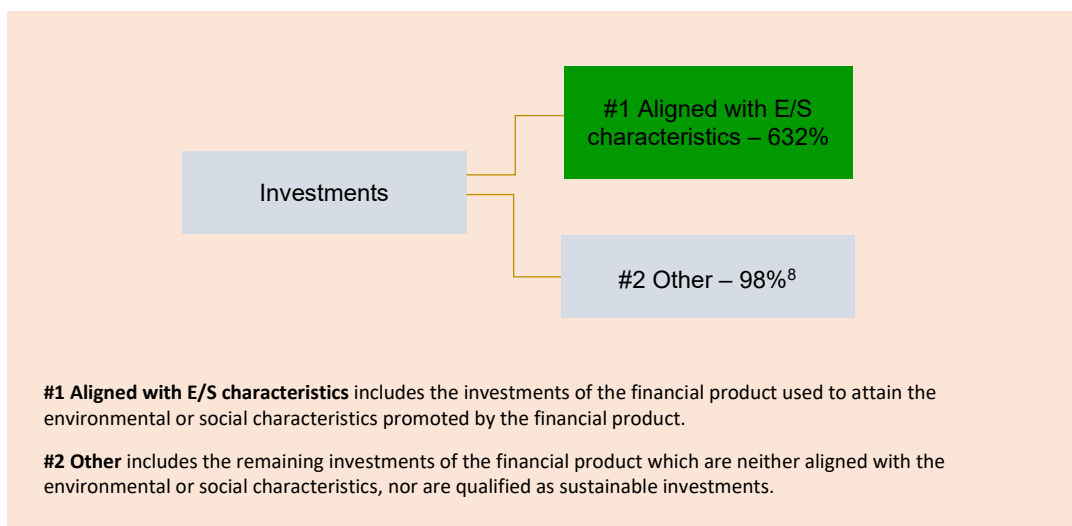 #1 Aligned with E/S
characteristics – 632%
Investments
#2 Other – 98%⁸
#1 Aligned with E/S characteristics includes the investments of the financial product used to attain the
environmental or social characteristics promoted by the financial product.
#2 Other includes the remaining investments of the financial product which are neither aligned with the
environmental or social characteristics, nor are qualified as sustainable investments.